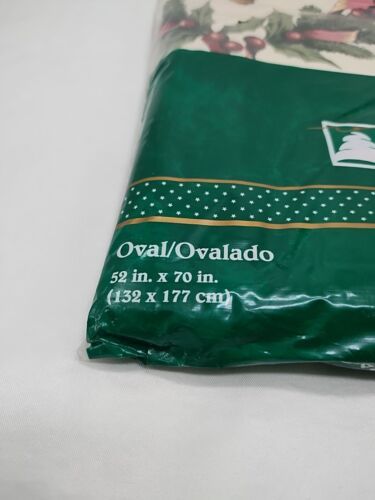 Oval/Ovalado
52 in. x 70 in.
(132 x 177 cm)